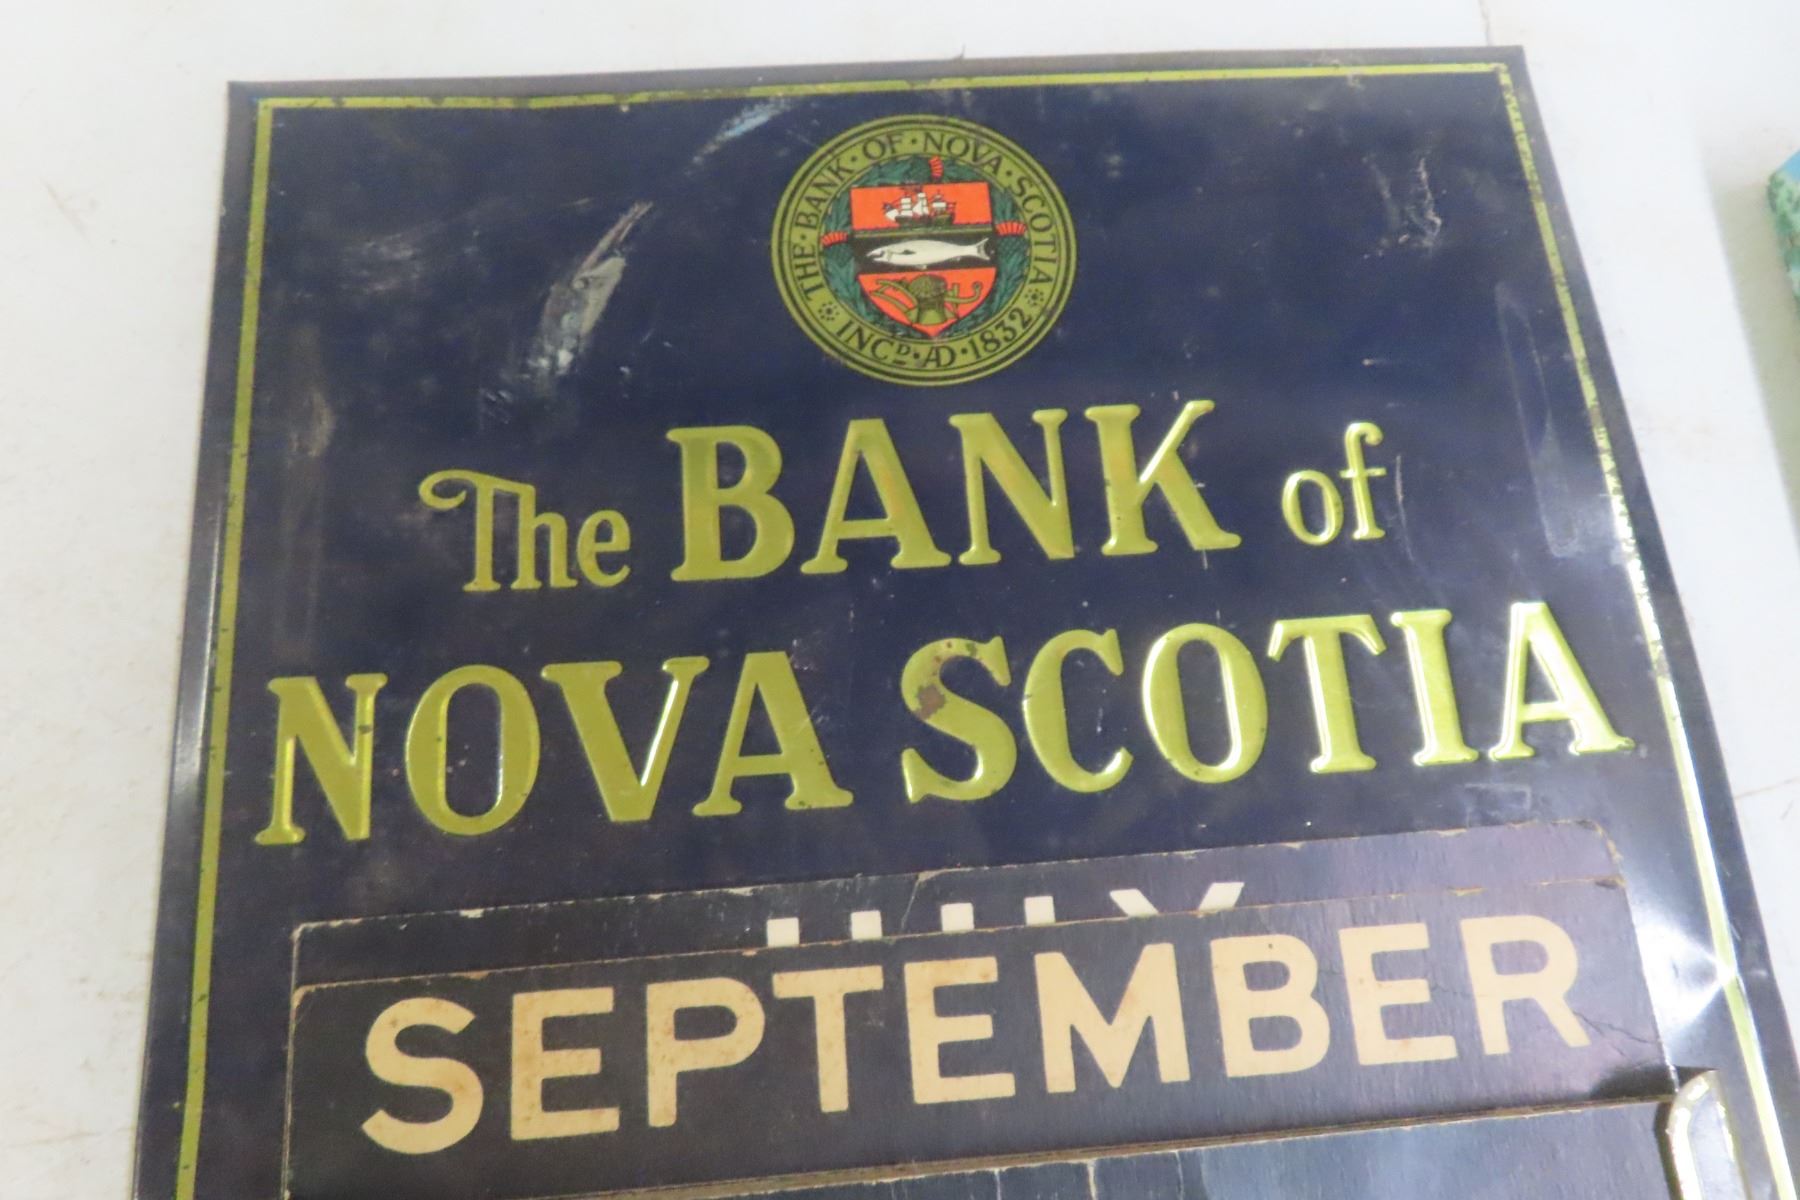 THE · BANK · OF · NOVA · SCOTIA
INCD · AD · 1832
The BANK of
NOVA SCOTIA
SEPTEMBER